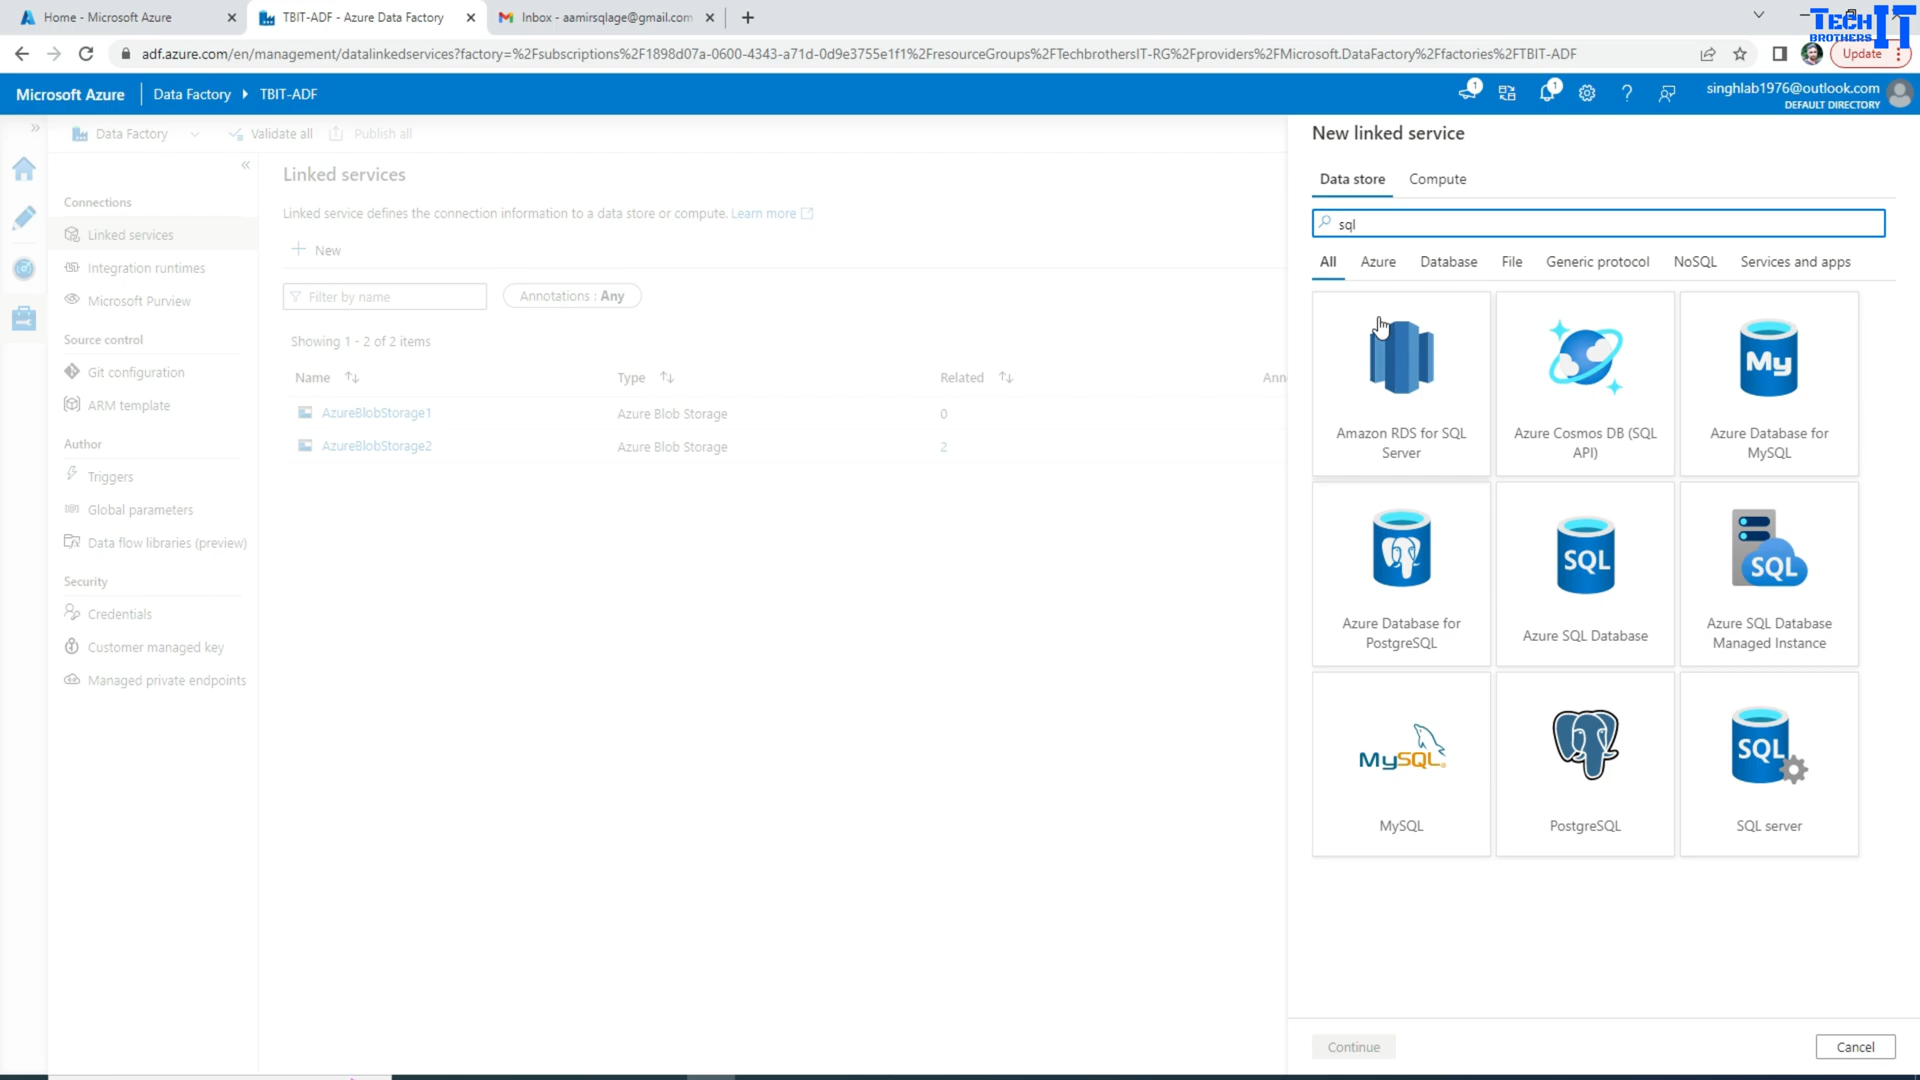 Home - Microsoft Azure
TBIT-ADF - Azure Data Factory
Inbox - aamirsqlage@gmail.com
TECH IT
BROTHERS
adf.azure.com/en/management/datalinkedservices?factory=%2Fsubscriptions%2F1898d07a-0600-4343-a71d-0d9e3755e1f1%2FresourceGroups%2FTechbrothersIT-RG%2Fproviders%2FMicrosoft.DataFactory%2Ffactories%2FTBIT-ADF
Update
Microsoft Azure
Data Factory
TBIT-ADF
1
1
singhlab1976@outlook.com
DEFAULT DIRECTORY
Data Factory
Validate all
Publish all
Connections
Linked services
Integration runtimes
Microsoft Purview
Source control
Git configuration
ARM template
Author
Triggers
Global parameters
Data flow libraries (preview)
Security
Credentials
Customer managed key
Managed private endpoints
Linked services
Linked service defines the connection information to a data store or compute. Learn more
New
Filter by name
Annotations : Any
Showing 1 - 2 of 2 items
Name
Type
Related
Ann
AzureBlobStorage1
Azure Blob Storage
0
AzureBlobStorage2
Azure Blob Storage
2
New linked service
Data store
Compute
sql
All
Azure
Database
File
Generic protocol
NoSQL
Services and apps
Amazon RDS for SQL
Server
Azure Cosmos DB (SQL
API)
My
Azure Database for
MySQL
Azure Database for
PostgreSQL
SQL
Azure SQL Database
SQL
Azure SQL Database
Managed Instance
MySQL
MySQL
PostgreSQL
SQL
SQL server
Continue
Cancel